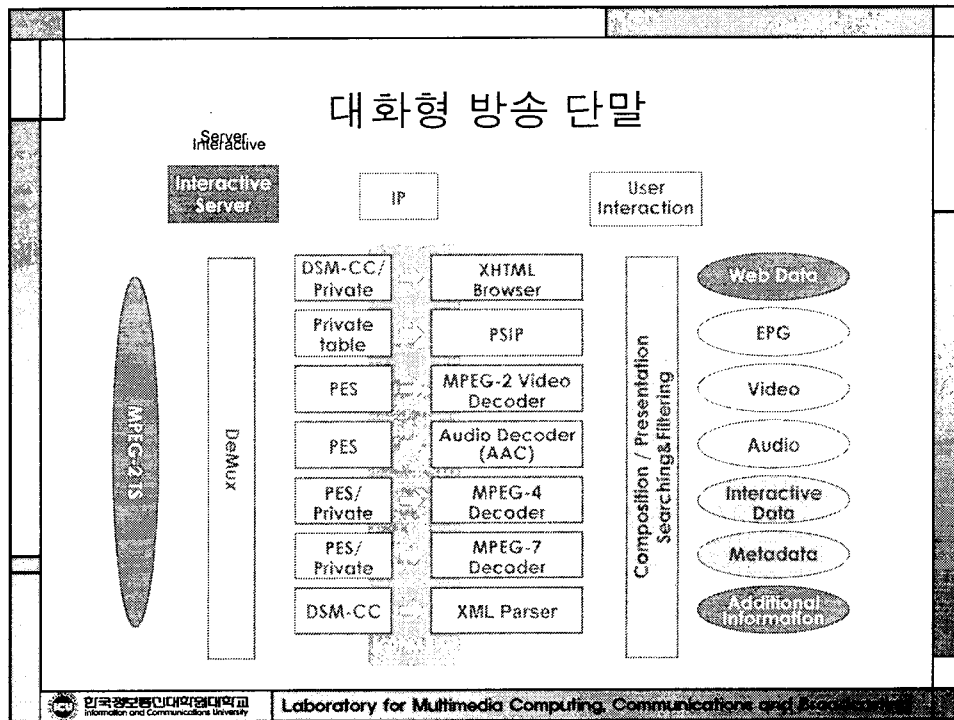 대화형 방송 단말
Server
Interactive
Interactive
Server
IP
User
Interaction
MPEG-2 TS
DeMux
DSM-CC/
Private
XHTML
Browser
Private
table
PSIP
PES
MPEG-2 Video
Decoder
PES
Audio Decoder
(AAC)
PES/
Private
MPEG-4
Decoder
PES/
Private
MPEG-7
Decoder
DSM-CC
XML Parser
Composition / Presentation
Searching&Filtering
Web Data
EPG
Video
Audio
Interactive
Data
Metadata
Additional
Information
ICU
한국정보통신대학원대학교
Information and Communications University
Laboratory for Multimedia Computing, Communications and Broadcasting